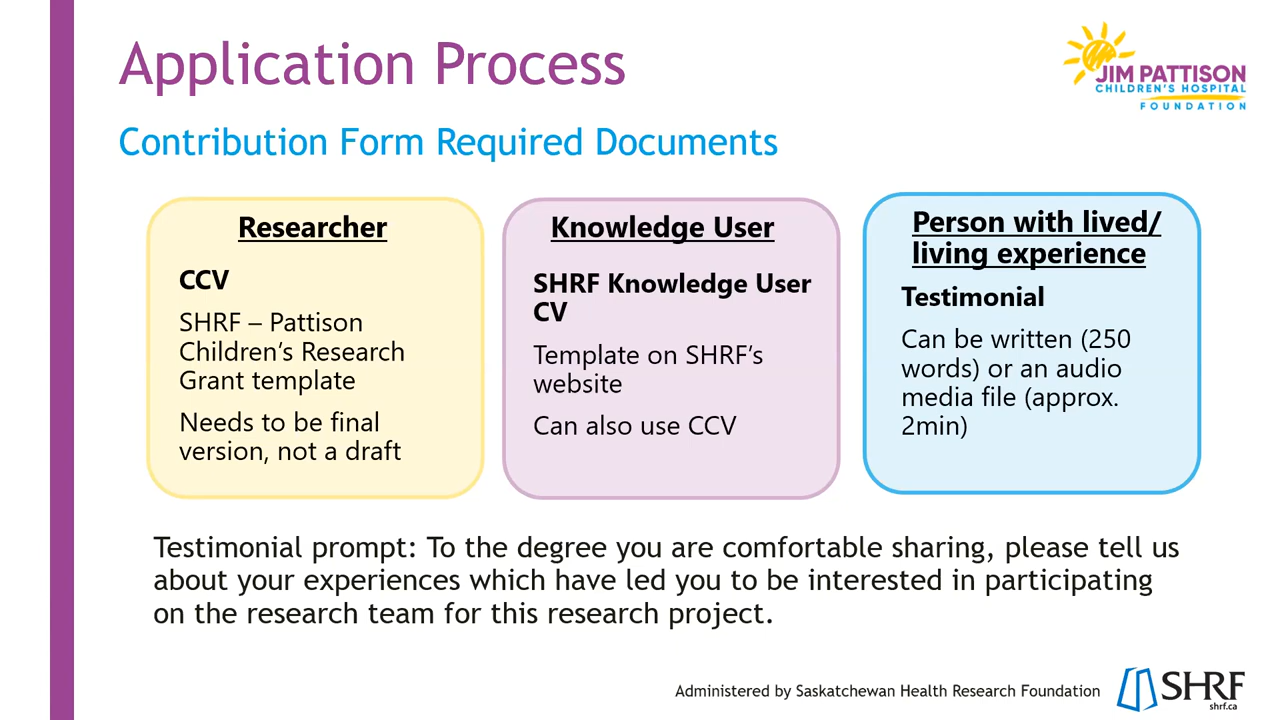 Application Process
JIM PATTISON
CHILDREN'S HOSPITAL
FOUNDATION
Contribution Form Required Documents
Researcher
CCV
SHRF – Pattison
Children's Research
Grant template
Needs to be final
version, not a draft
Knowledge User
SHRF Knowledge User
CV
Template on SHRF's
website
Can also use CCV
Person with lived/
living experience
Testimonial
Can be written (250
words) or an audio
media file (approx.
2min)
Testimonial prompt: To the degree you are comfortable sharing, please tell us
about your experiences which have led you to be interested in participating
on the research team for this research project.
Administered by Saskatchewan Health Research Foundation
SHRF
shrf.ca